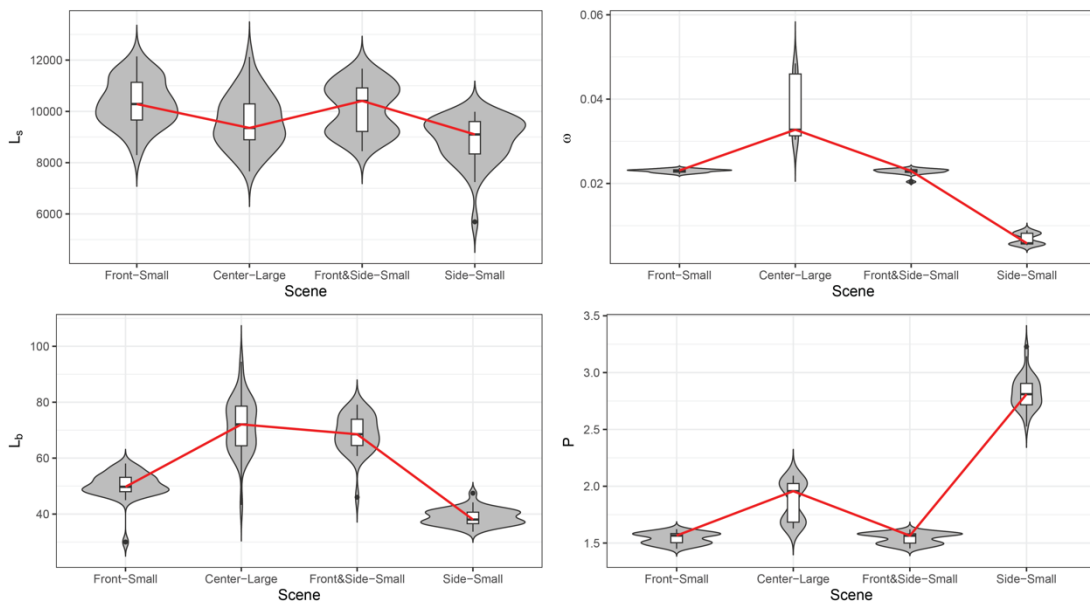 12000
10000
8000
6000
L_s
Front−Small Center−Large Front&Side−Small Side−Small
Scene
0.06
0.04
0.02
ω
Front−Small Center−Large Front&Side−Small Side−Small
Scene
100
80
60
40
L_b
Front−Small Center−Large Front&Side−Small Side−Small
Scene
3.5
3.0
2.5
2.0
1.5
P
Front−Small Center−Large Front&Side−Small Side−Small
Scene